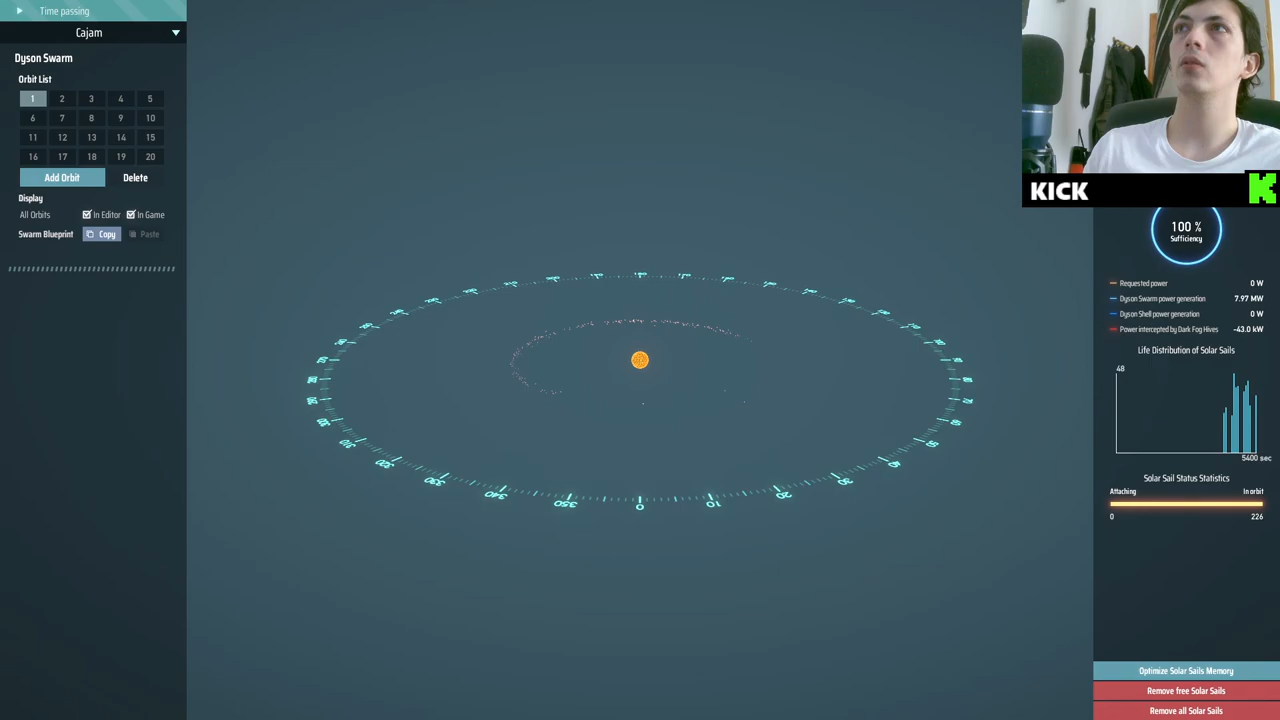 Time passing
Cajam
Dyson Swarm
Orbit List
1 2 3 4 5
6 7 8 9 10
11 12 13 14 15
16 17 18 19 20
Add Orbit Delete
Display
All Orbits In Editor In Game
Swarm Blueprint Copy Paste
KICK
K
100 %
Sufficiency
Requested power 0 W
Dyson Swarm power generation 7.97 MW
Dyson Shell power generation 0 W
Power intercepted by Dark Fog Hives -43.0 kW
Life Distribution of Solar Sails
48
5400 sec
Solar Sail Status Statistics
Attaching In orbit
0 226
340 350 0 10 20
Optimize Solar Sails Memory
Remove free Solar Sails
Remove all Solar Sails